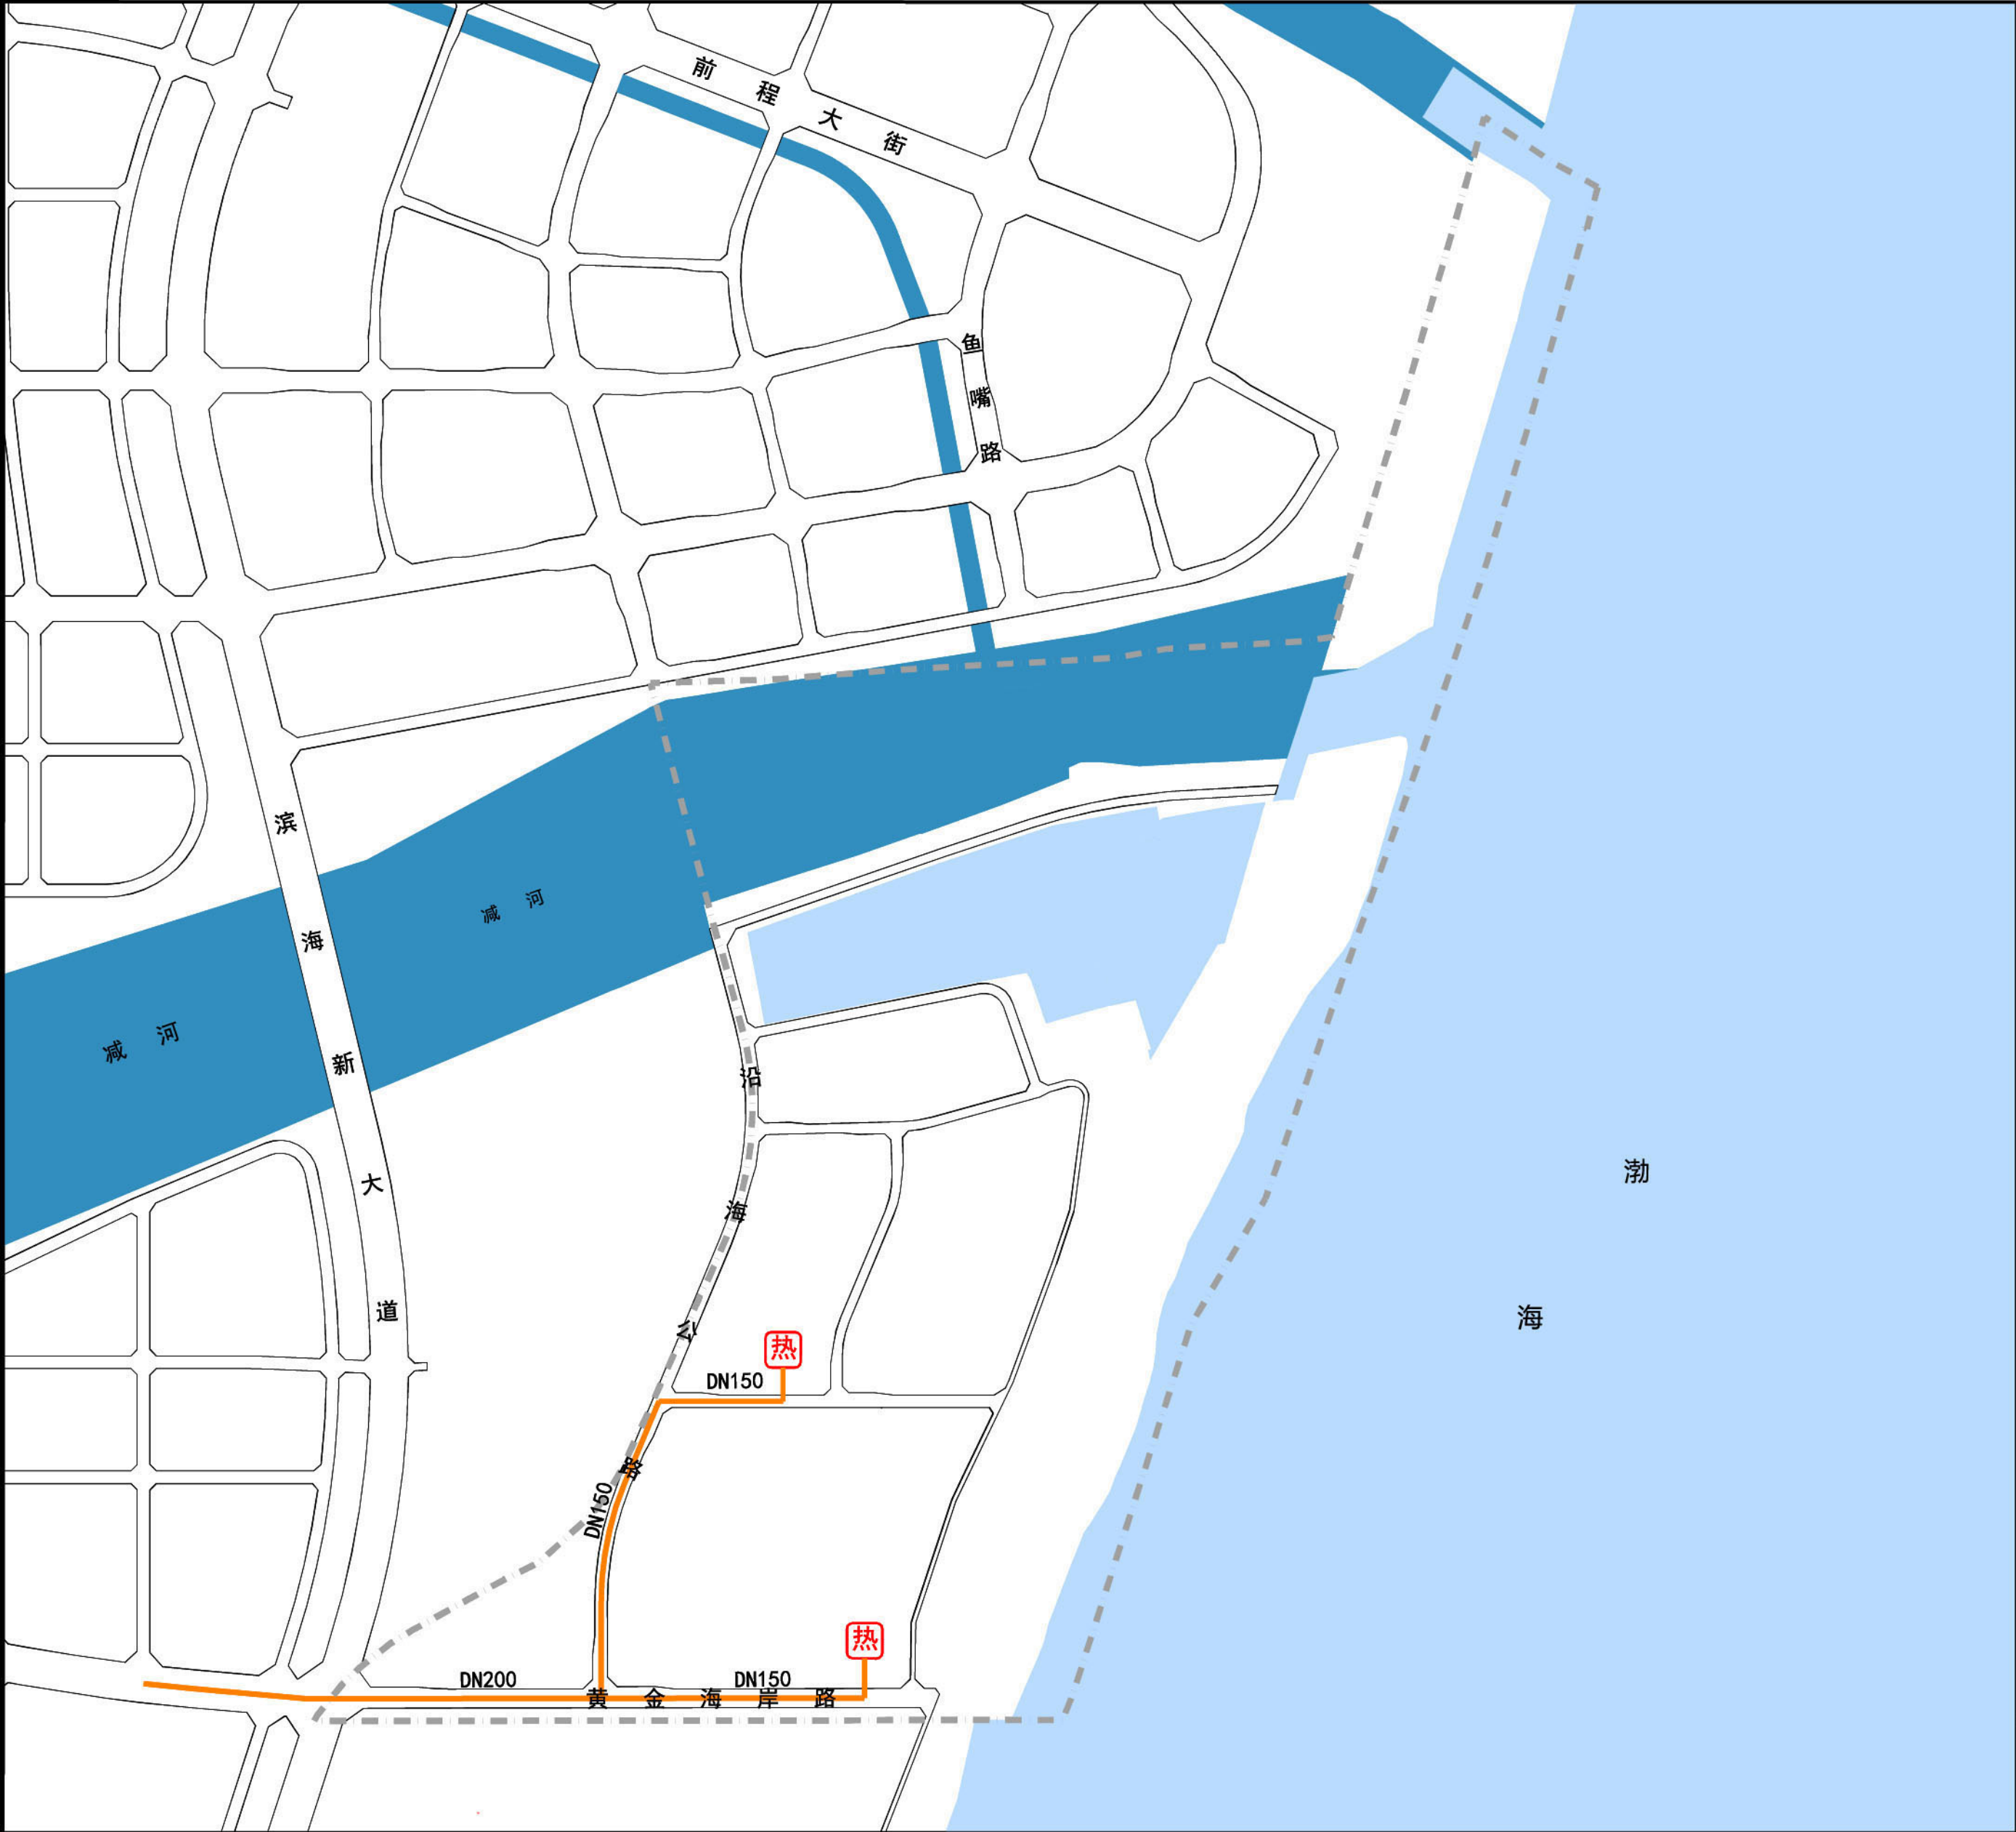 前程大街
鱼嘴路
滨海新大道
减河
减河
沿海公路
渤海
热
DN150
DN150
热
DN200
DN150
黄金海岸路